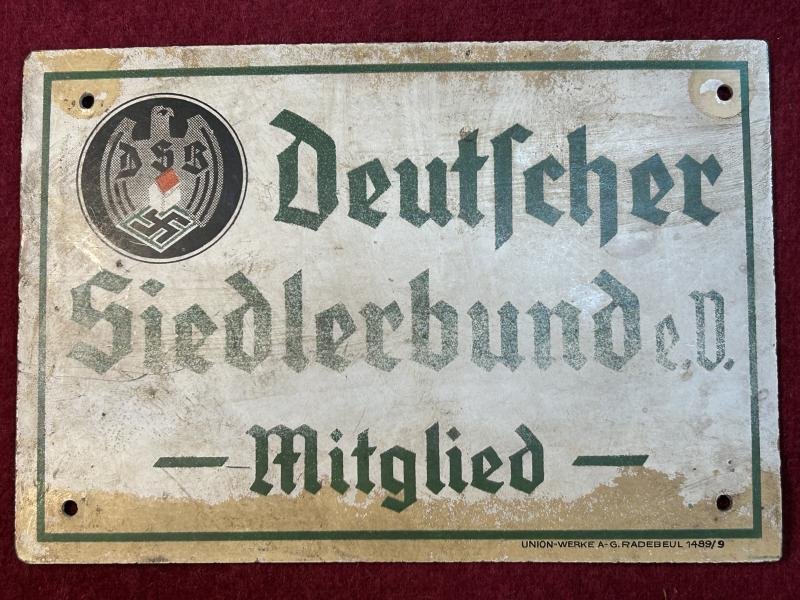 DSB
Deutscher
Siedlerbund e.V.
— Mitglied —
UNION-WERKE A-G. RADEBEUL 1489/9